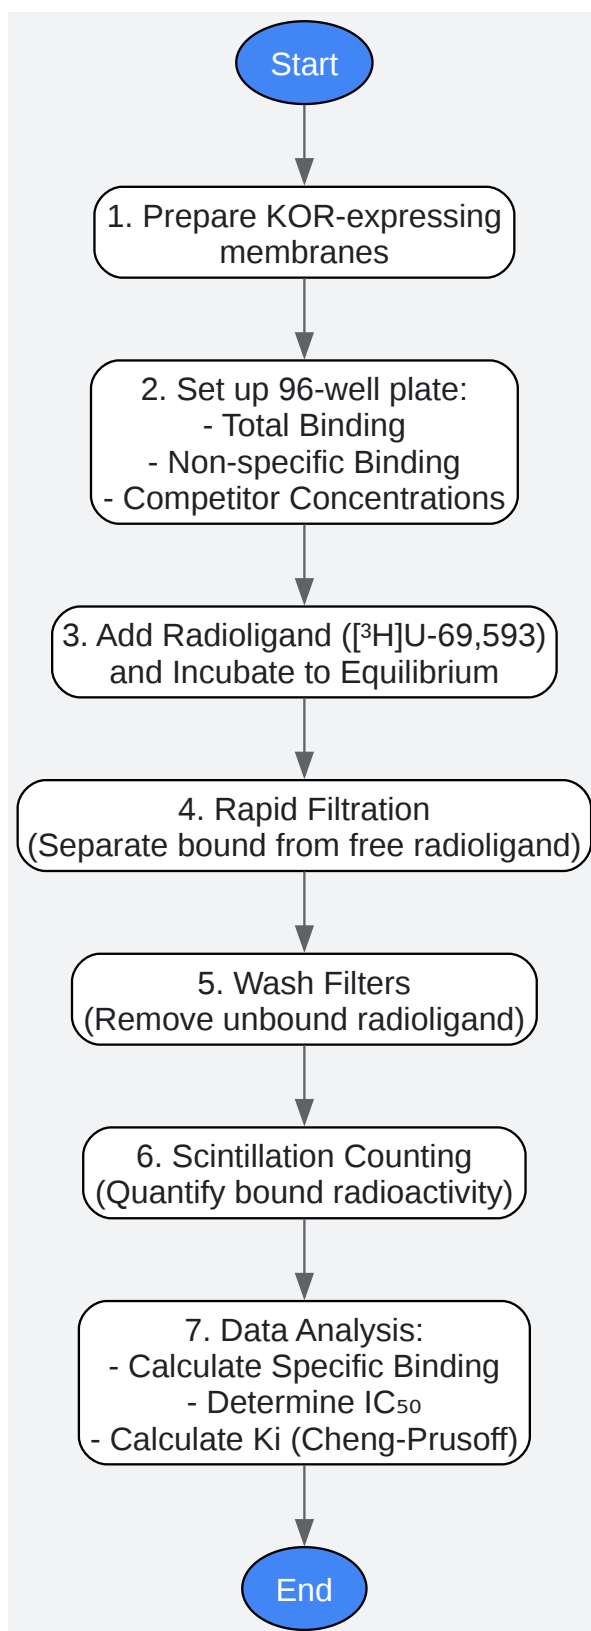 Start
1. Prepare KOR-expressing
membranes
2. Set up 96-well plate:
- Total Binding
- Non-specific Binding
- Competitor Concentrations
3. Add Radioligand ([³H]U-69,593)
and Incubate to Equilibrium
4. Rapid Filtration
(Separate bound from free radioligand)
5. Wash Filters
(Remove unbound radioligand)
6. Scintillation Counting
(Quantify bound radioactivity)
7. Data Analysis:
- Calculate Specific Binding
- Determine IC₅₀
- Calculate Ki (Cheng-Prusoff)
End